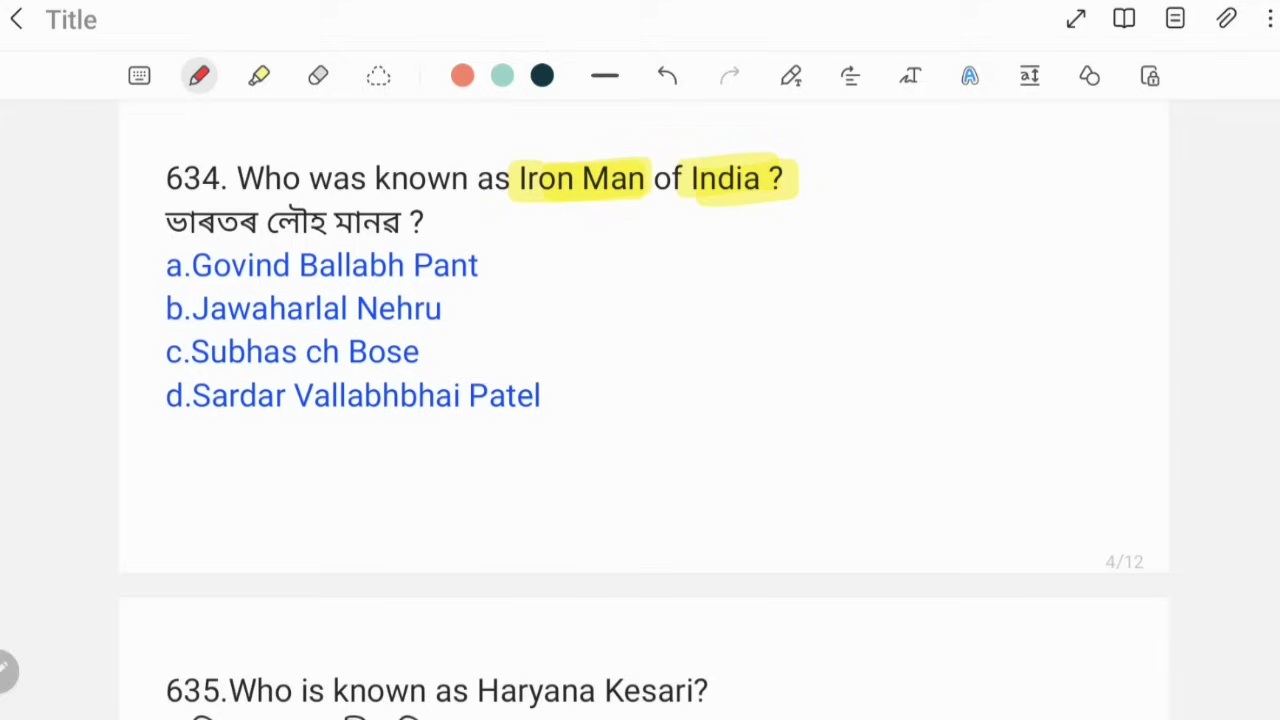 Title
634. Who was known as Iron Man of India ?
ভাৰতৰ লৌহ মানৱ ?
a.Govind Ballabh Pant
b.Jawaharlal Nehru
c.Subhas ch Bose
d.Sardar Vallabhbhai Patel
4/12
635.Who is known as Haryana Kesari?